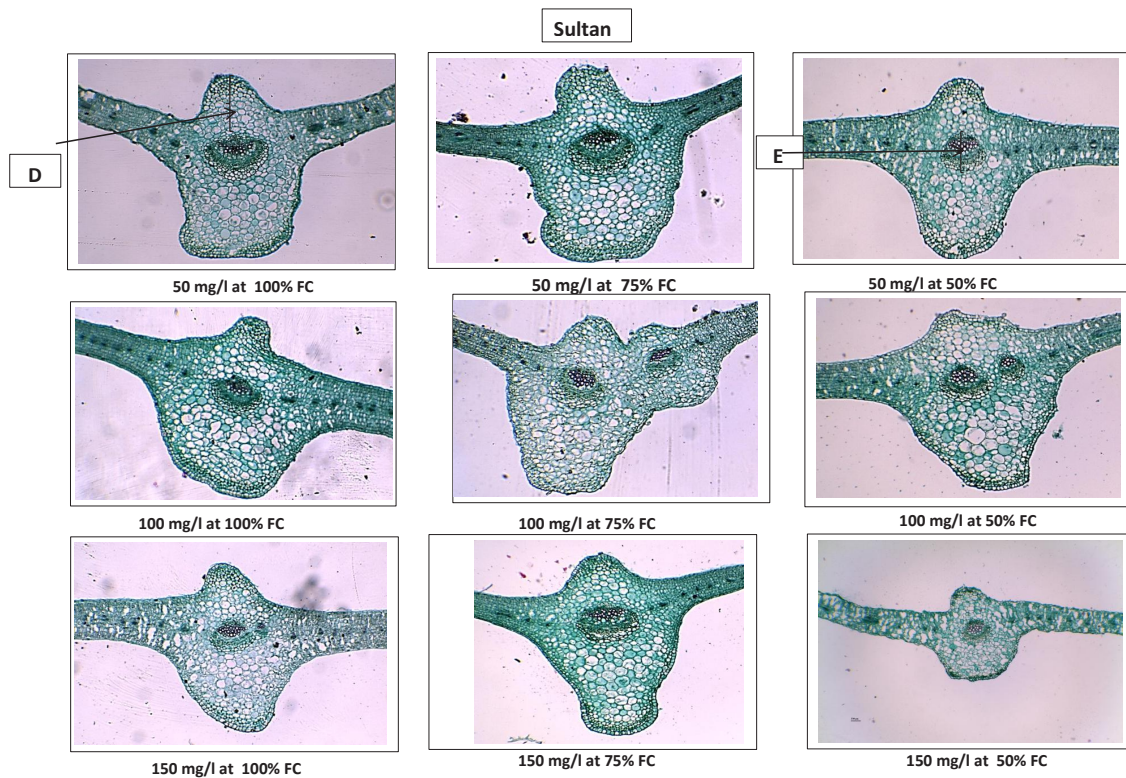 Sultan
D
E
50 mg/l at 100% FC
50 mg/l at 75% FC
50 mg/l at 50% FC
100 mg/l at 100% FC
100 mg/l at 75% FC
100 mg/l at 50% FC
150 mg/l at 100% FC
150 mg/l at 75% FC
150 mg/l at 50% FC